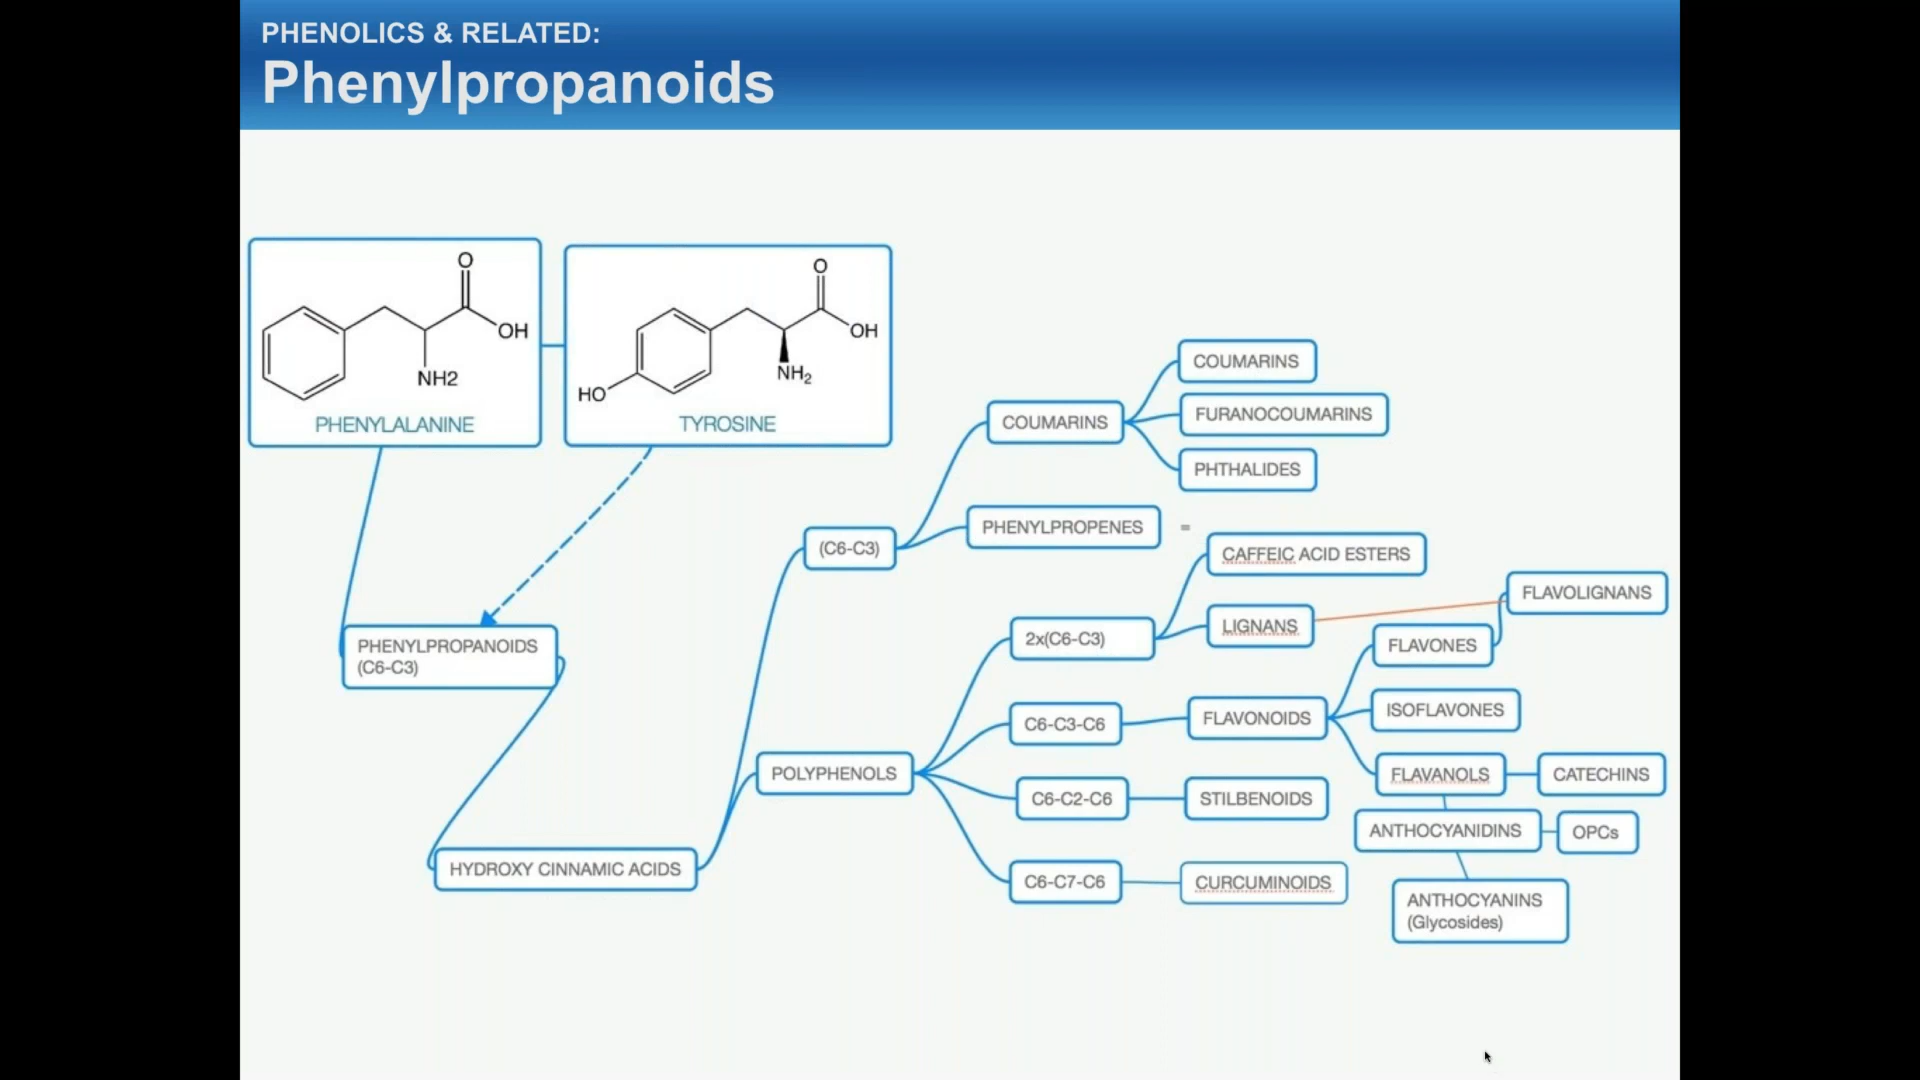 PHENOLICS & RELATED:
Phenylpropanoids
O
OH
NH2
PHENYLALANINE
O
OH
NH2
HO
TYROSINE
PHENYLPROPANOIDS
(C6-C3)
HYDROXY CINNAMIC ACIDS
(C6-C3)
COUMARINS
COUMARINS
FURANOCOUMARINS
PHTHALIDES
PHENYLPROPENES
=
POLYPHENOLS
2x(C6-C3)
CAFFEIC ACID ESTERS
LIGNANS
FLAVOLIGNANS
C6-C3-C6
FLAVONOIDS
FLAVONES
ISOFLAVONES
FLAVANOLS
CATECHINS
ANTHOCYANIDINS
OPCs
ANTHOCYANINS
(Glycosides)
C6-C2-C6
STILBENOIDS
C6-C7-C6
CURCUMINOIDS